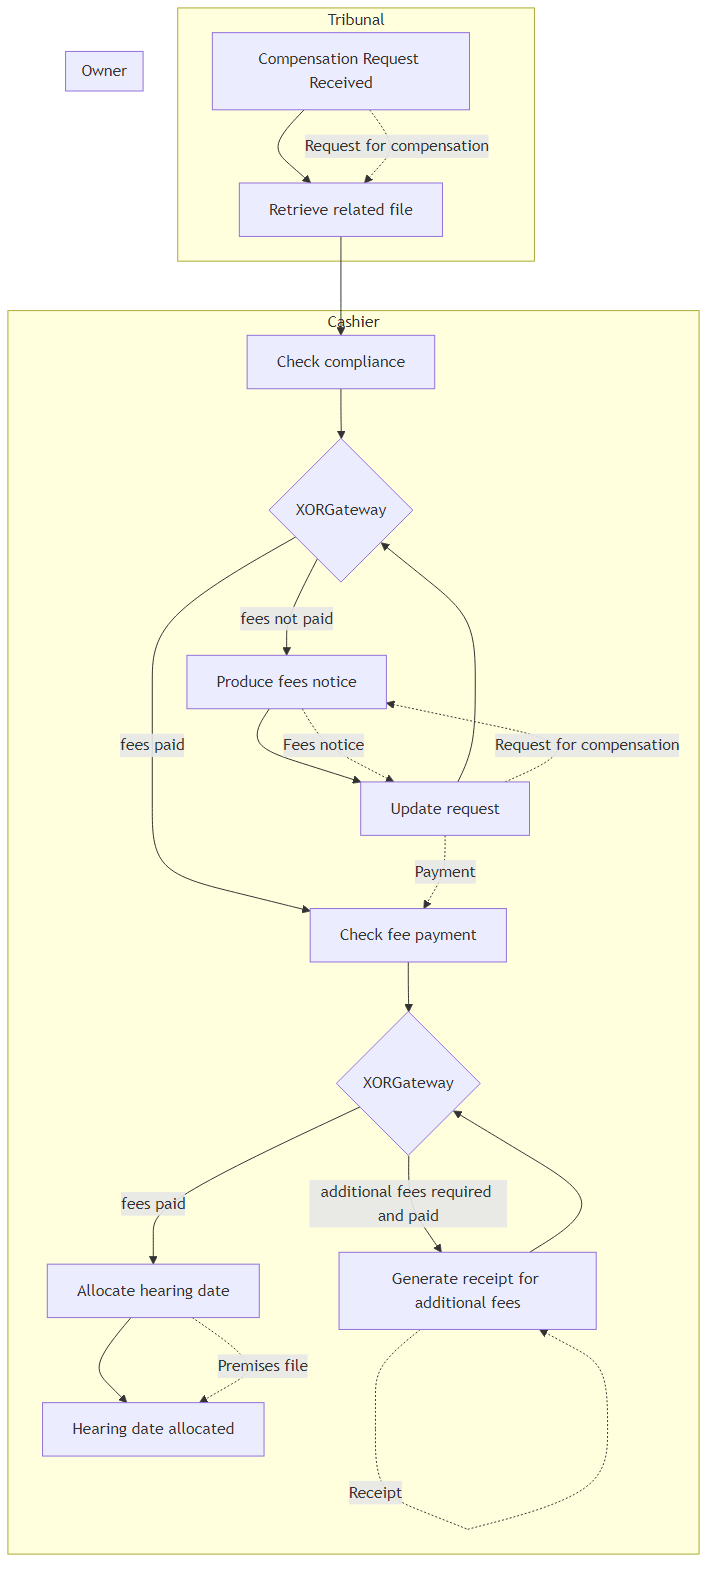 Tribunal
Owner
Compensation Request
Received
Request for compensation
Retrieve related file
Cashier
Check compliance
XORGateway
fees not paid
Produce fees notice
fees paid
Fees notice
Request for compensation
Update request
Payment
Check fee payment
XORGateway
fees paid
additional fees required
and paid
Allocate hearing date
Generate receipt for
additional fees
Premises file
Hearing date allocated
Receipt